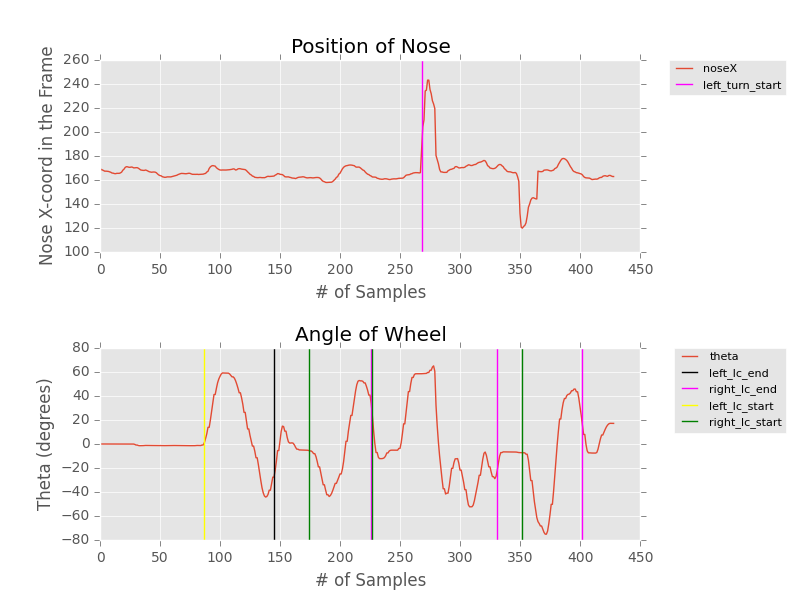 Position of Nose
260
240
220
200
180
160
140
120
100
Nose X-coord in the Frame
0 50 100 150 200 250 300 350 400 450
# of Samples
noseX
left_turn_start
Angle of Wheel
80
60
40
20
0
−20
−40
−60
−80
Theta (degrees)
0 50 100 150 200 250 300 350 400 450
# of Samples
theta
left_lc_end
right_lc_end
left_lc_start
right_lc_start